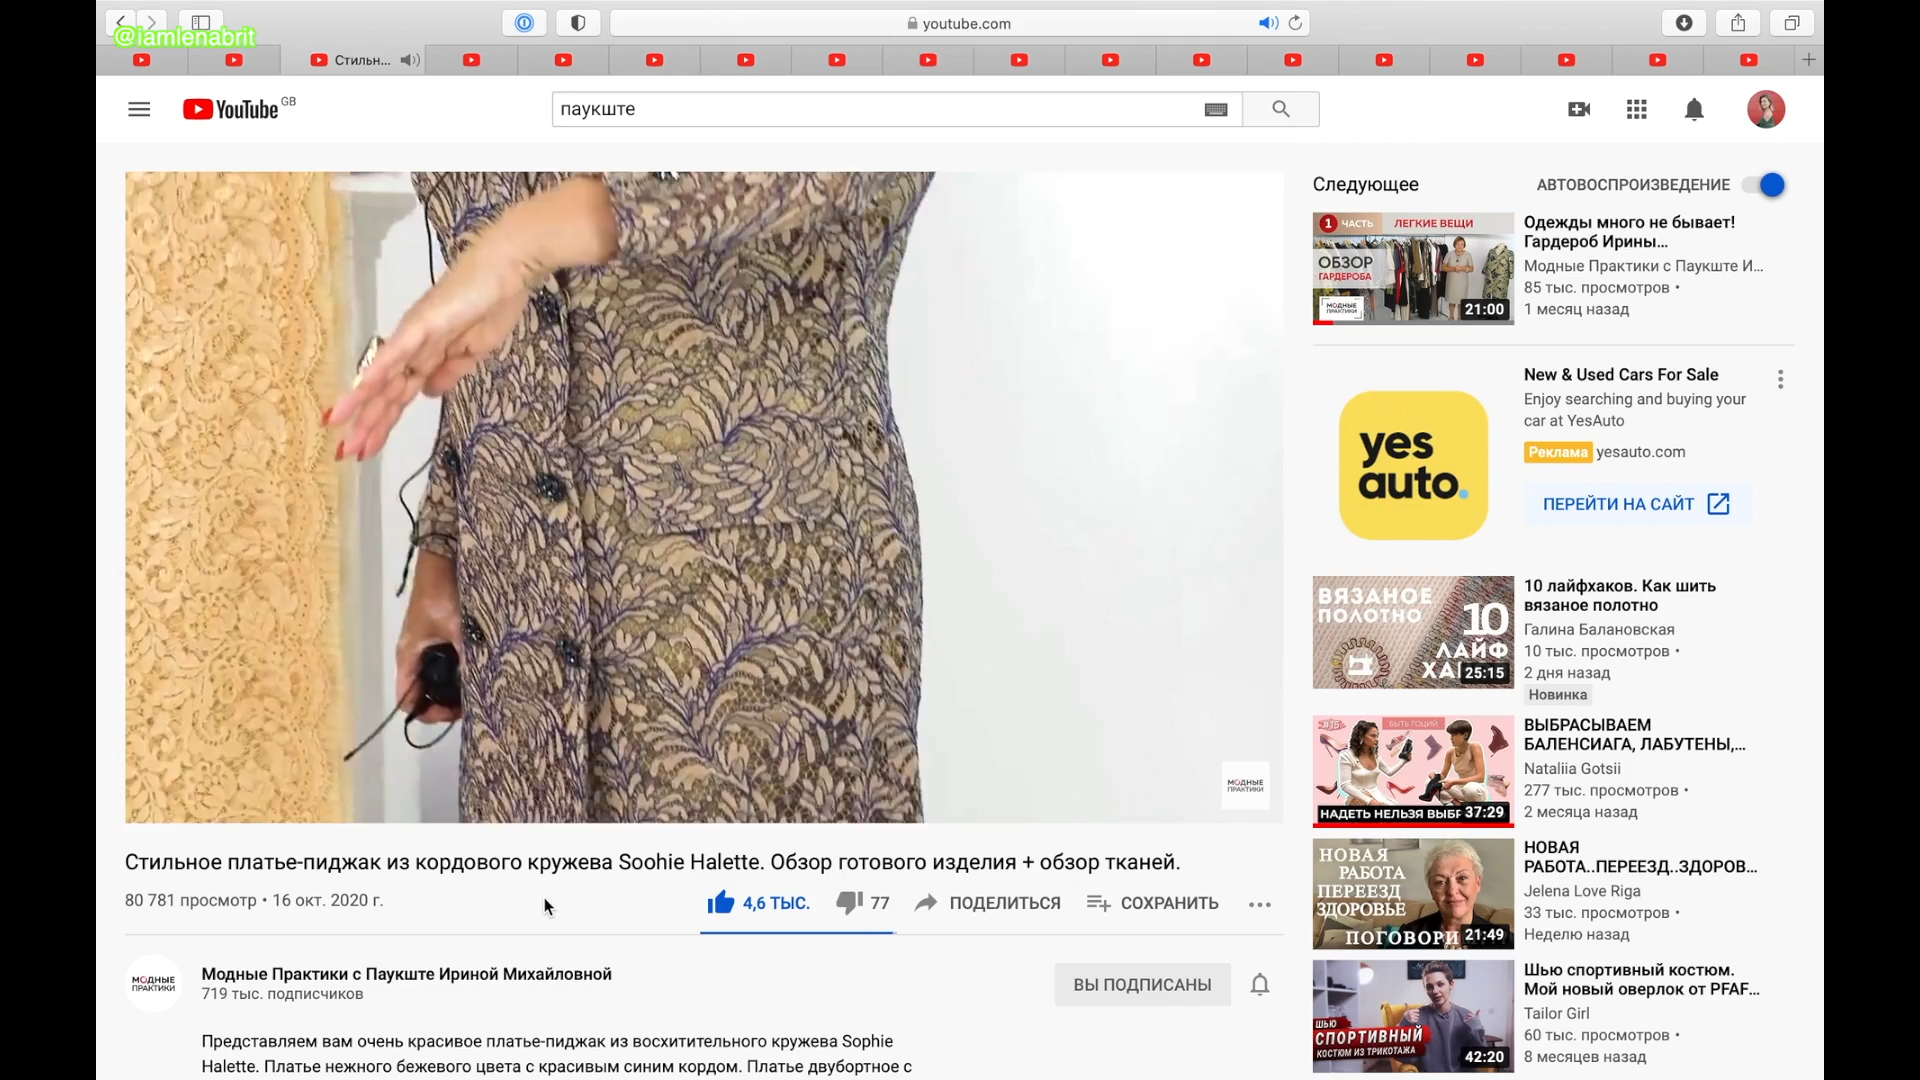 @iamlenabrit
youtube.com
Стильн...
YouTube GB
паукште
Следующее
АВТОВОСПРОИЗВЕДЕНИЕ
1 ЧАСТЬ ЛЕГКИЕ ВЕЩИ
ОБЗОР
ГАРДЕРОБА
МОДНЫЕ
ПРАКТИКИ
21:00
Одежды много не бывает!
Гардероб Ирины...
Модные Практики с Паукште И...
85 тыс. просмотров •
1 месяц назад
yes
auto.
New & Used Cars For Sale
Enjoy searching and buying your
car at YesAuto
Реклама yesauto.com
ПЕРЕЙТИ НА САЙТ
ВЯЗАНОЕ
ПОЛОТНО
10
ЛАЙФ
ХА
25:15
10 лайфхаков. Как шить
вязаное полотно
Галина Балановская
10 тыс. просмотров •
2 дня назад
Новинка
#15 БЫТЬ ГОЦИЙ
НАДЕТЬ НЕЛЬЗЯ ВЫБР
37:29
ВЫБРАСЫВАЕМ
БАЛЕНСИАГА, ЛАБУТЕНЫ,...
Nataliia Gotsii
277 тыс. просмотров •
2 месяца назад
НОВАЯ
РАБОТА
ПЕРЕЕЗД
ЗДОРОВЬЕ
ПОГОВОРИ
21:49
НОВАЯ
РАБОТА..ПЕРЕЕЗД..ЗДОРОВ...
Jelena Love Riga
33 тыс. просмотров •
Неделю назад
ШЬЮ
СПОРТИВНЫЙ
КОСТЮМ ИЗ ТРИКОТАЖА
42:20
Шью спортивный костюм.
Мой новый оверлок от PFAF...
Tailor Girl
60 тыс. просмотров •
8 месяцев назад
МОДНЫЕ
ПРАКТИКИ
Стильное платье-пиджак из кордового кружева Soohie Halette. Обзор готового изделия + обзор тканей.
80 781 просмотр • 16 окт. 2020 г.
4,6 ТЫС. 77 ПОДЕЛИТЬСЯ СОХРАНИТЬ
МОДНЫЕ
ПРАКТИКИ
Модные Практики с Паукште Ириной Михайловной
719 тыс. подписчиков
ВЫ ПОДПИСАНЫ
Представляем вам очень красивое платье-пиджак из восхитительного кружева Sophie
Halette. Платье нежного бежевого цвета с красивым синим кордом. Платье двубортное с